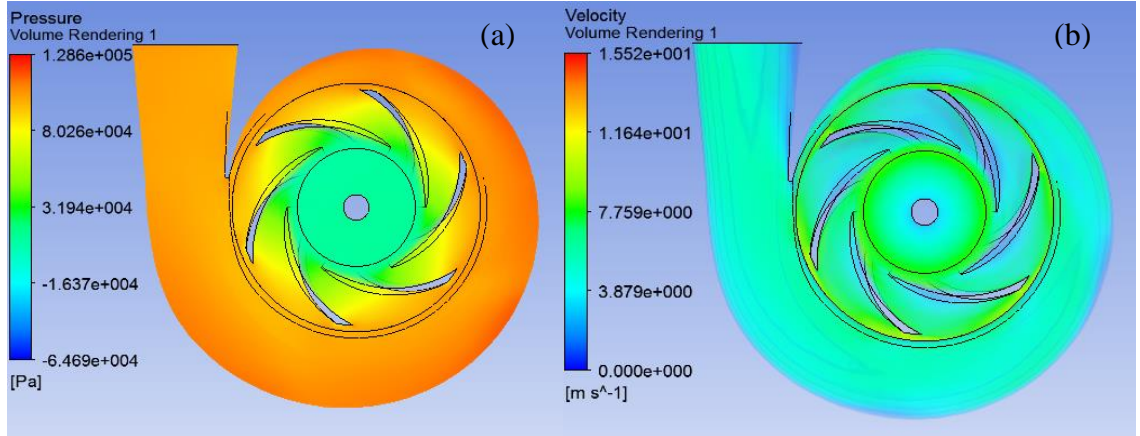 Pressure
Volume Rendering 1
(a)
1.286e+005
8.026e+004
3.194e+004
-1.637e+004
-6.469e+004
[Pa]
Velocity
Volume Rendering 1
(b)
1.552e+001
1.164e+001
7.759e+000
3.879e+000
0.000e+000
[m s^-1]